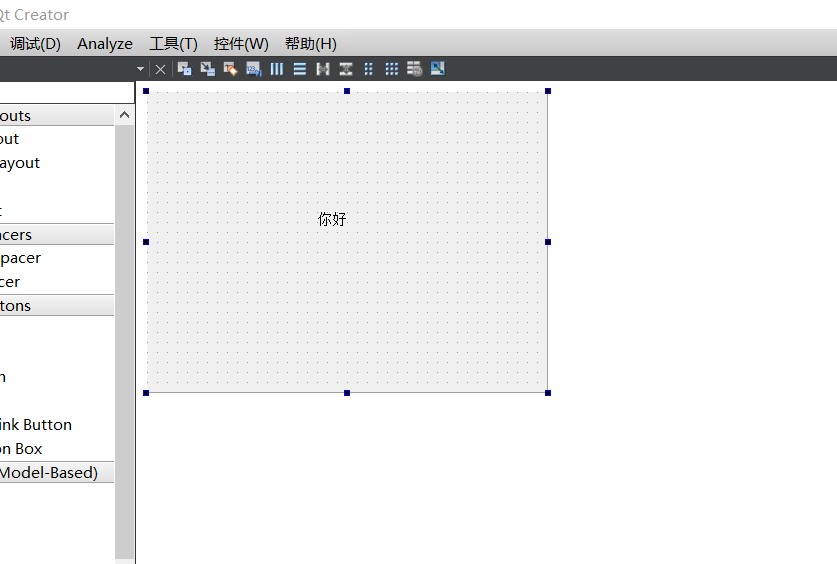 Qt Creator
调试(D) Analyze 工具(T) 控件(W) 帮助(H)
outs
out
ayout
t
acers
pacer
cer
tons
n
ink Button
on Box
Model-Based)
你好